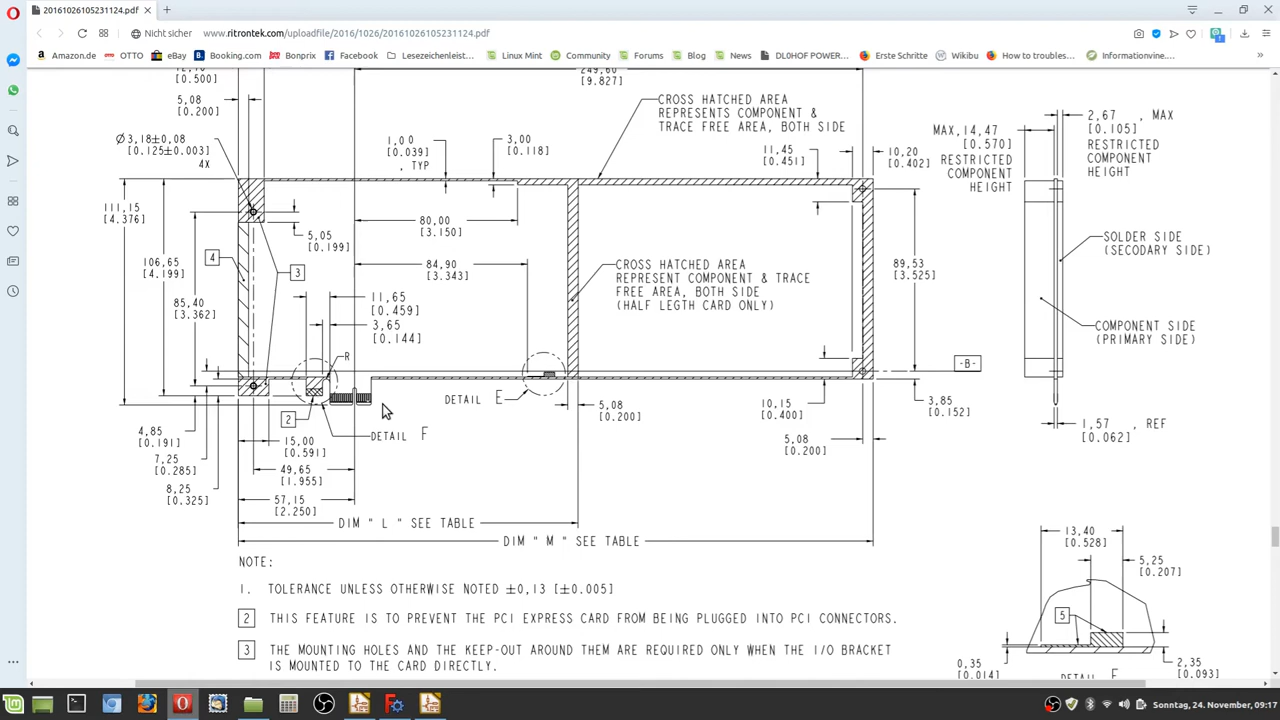 20161026105231124.pdf
Nicht sicher
www.ritrontek.com/uploadfile/2016/1026/20161026105231124.pdf
Amazon.de
OTTO
eBay
Booking.com
Bonprix
Facebook
Lesezeichenleist...
Linux Mint
Community
Forums
Blog
News
DL0HOF POWER...
Erste Schritte
Wikibu
How to troubles...
Informationvine....
[0.500]
249,60
[9.827]
5,08
[0.200]
CROSS HATCHED AREA
REPRESENTS COMPONENT &
TRACE FREE AREA, BOTH SIDE
2,67 , MAX
[0.105]
RESTRICTED
COMPONENT
HEIGHT
MAX,14,47
[0.570]
RESTRICTED
COMPONENT
HEIGHT
Ø 3,18±0,08
[0.125±0.003]
4X
1,00
[0.039]
, TYP
3,00
[0.118]
11,45
[0.451]
10,20
[0.402]
111,15
[4.376]
80,00
[3.150]
5,05
[0.199]
SOLDER SIDE
(SECODARY SIDE)
106,65
[4.199]
4
3
84,90
[3.343]
CROSS HATCHED AREA
REPRESENT COMPONENT & TRACE
FREE AREA, BOTH SIDE
(HALF LEGTH CARD ONLY)
89,53
[3.525]
85,40
[3.362]
11,65
[0.459]
3,65
[0.144]
COMPONENT SIDE
(PRIMARY SIDE)
R
-B-
2
DETAIL E
DETAIL F
5,08
[0.200]
10,15
[0.400]
3,85
[0.152]
1,57 , REF
[0.062]
4,85
[0.191]
15,00
[0.591]
5,08
[0.200]
7,25
[0.285]
49,65
[1.955]
8,25
[0.325]
57,15
[2.250]
DIM " L " SEE TABLE
DIM " M " SEE TABLE
13,40
[0.528]
5,25
[0.207]
5
0,35
[0.014]
2,35
[0.093]
NOTE:
1. TOLERANCE UNLESS OTHERWISE NOTED ±0,13 [±0.005]
2 THIS FEATURE IS TO PREVENT THE PCI EXPRESS CARD FROM BEING PLUGGED INTO PCI CONNECTORS.
3 THE MOUNTING HOLES AND THE KEEP-OUT AROUND THEM ARE REQUIRED ONLY WHEN THE I/O BRACKET
IS MOUNTED TO THE CARD DIRECTLY.
Sonntag, 24. November, 09:17